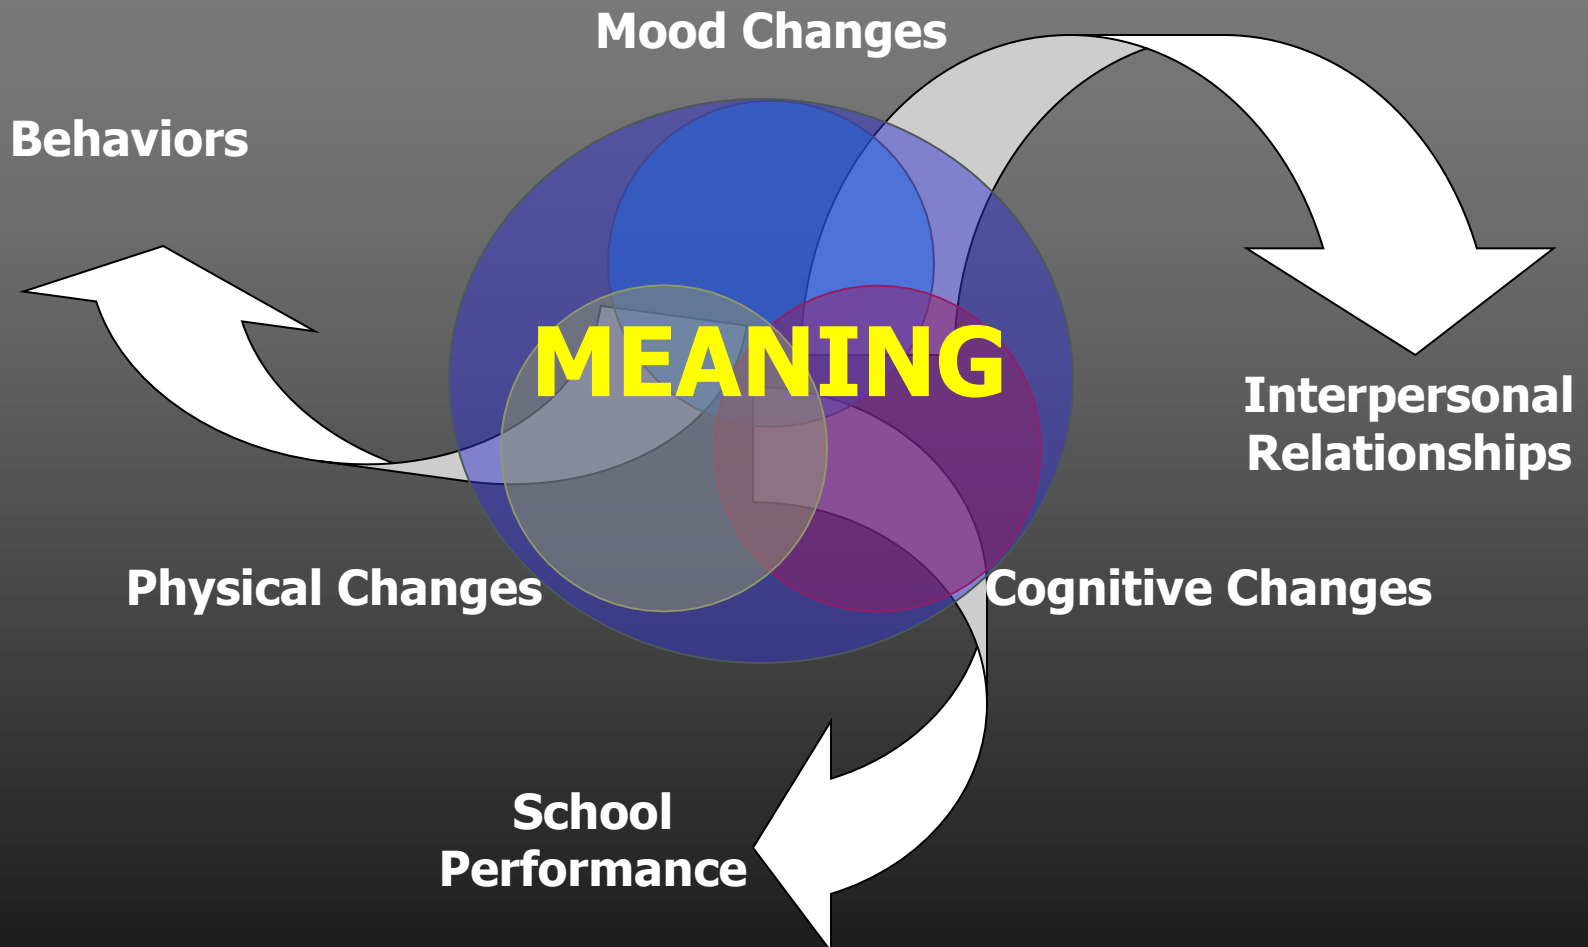 Mood Changes
Behaviors
MEANING
Interpersonal
Relationships
Physical Changes
Cognitive Changes
School
Performance